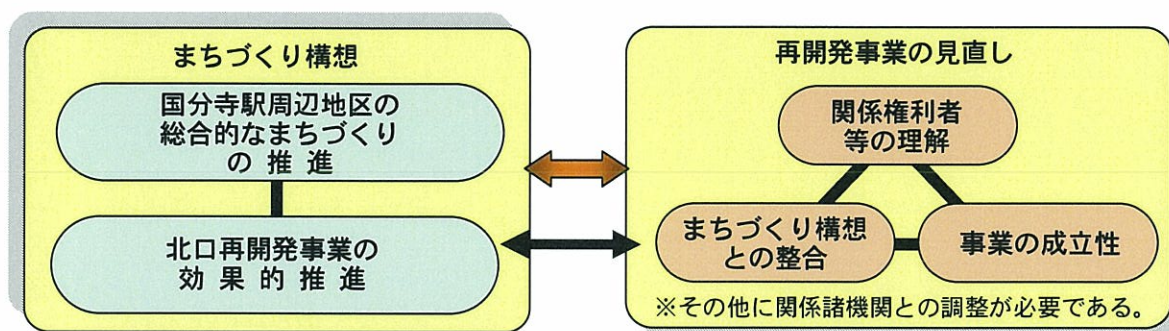 まちづくり構想
国分寺駅周辺地区の
総合的なまちづくり
の 推 進
北口再開発事業の
効 果 的 推 進
再開発事業の見直し
関係権利者
等の理解
まちづくり構想
との整合
事業の成立性
※その他に関係諸機関との調整が必要である。